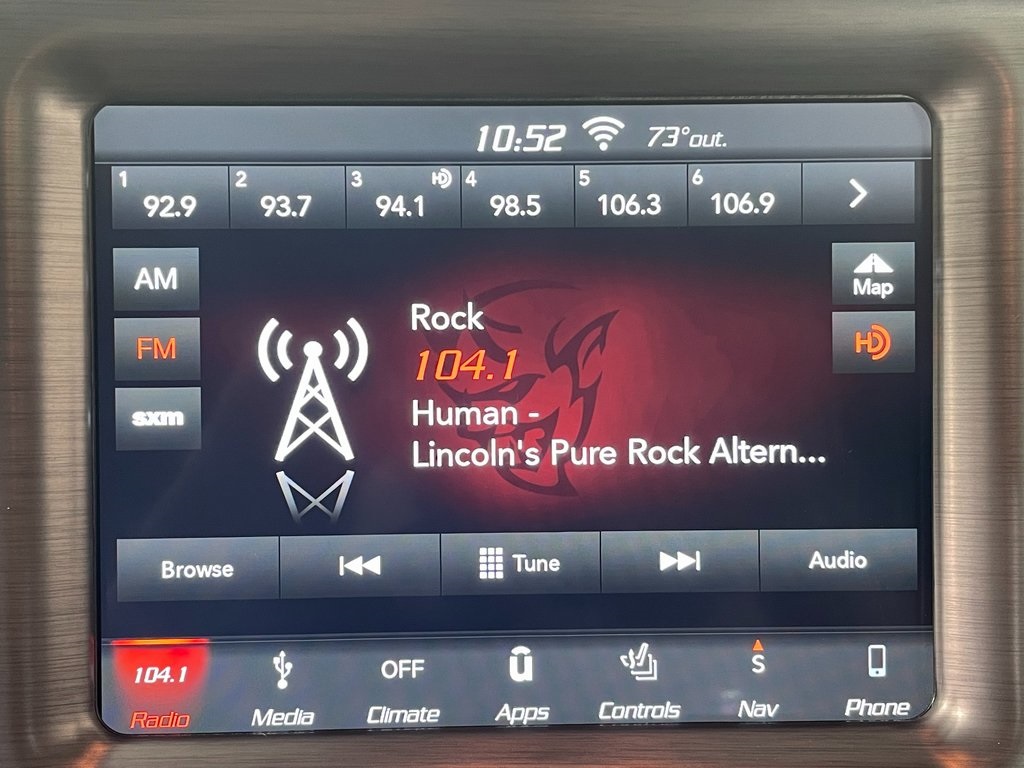 10:52 73°out.
1 2 3 HD 4 5 6
92.9 93.7 94.1 98.5 106.3 106.9
AM
Map
FM
HD
sxm
Rock
104.1
Human -
Lincoln's Pure Rock Altern...
Browse Tune Audio
104.1 OFF ū S
Radio Media Climate Apps Controls Nav Phone